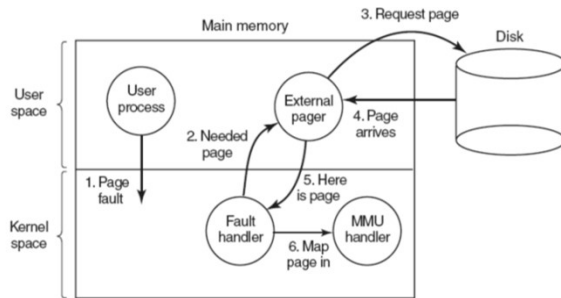 Main memory
3. Request page
Disk
User
space
User
process
External
pager
2. Needed
page
4. Page
arrives
1. Page
fault
5. Here
is page
Kernel
space
Fault
handler
MMU
handler
6. Map
page in